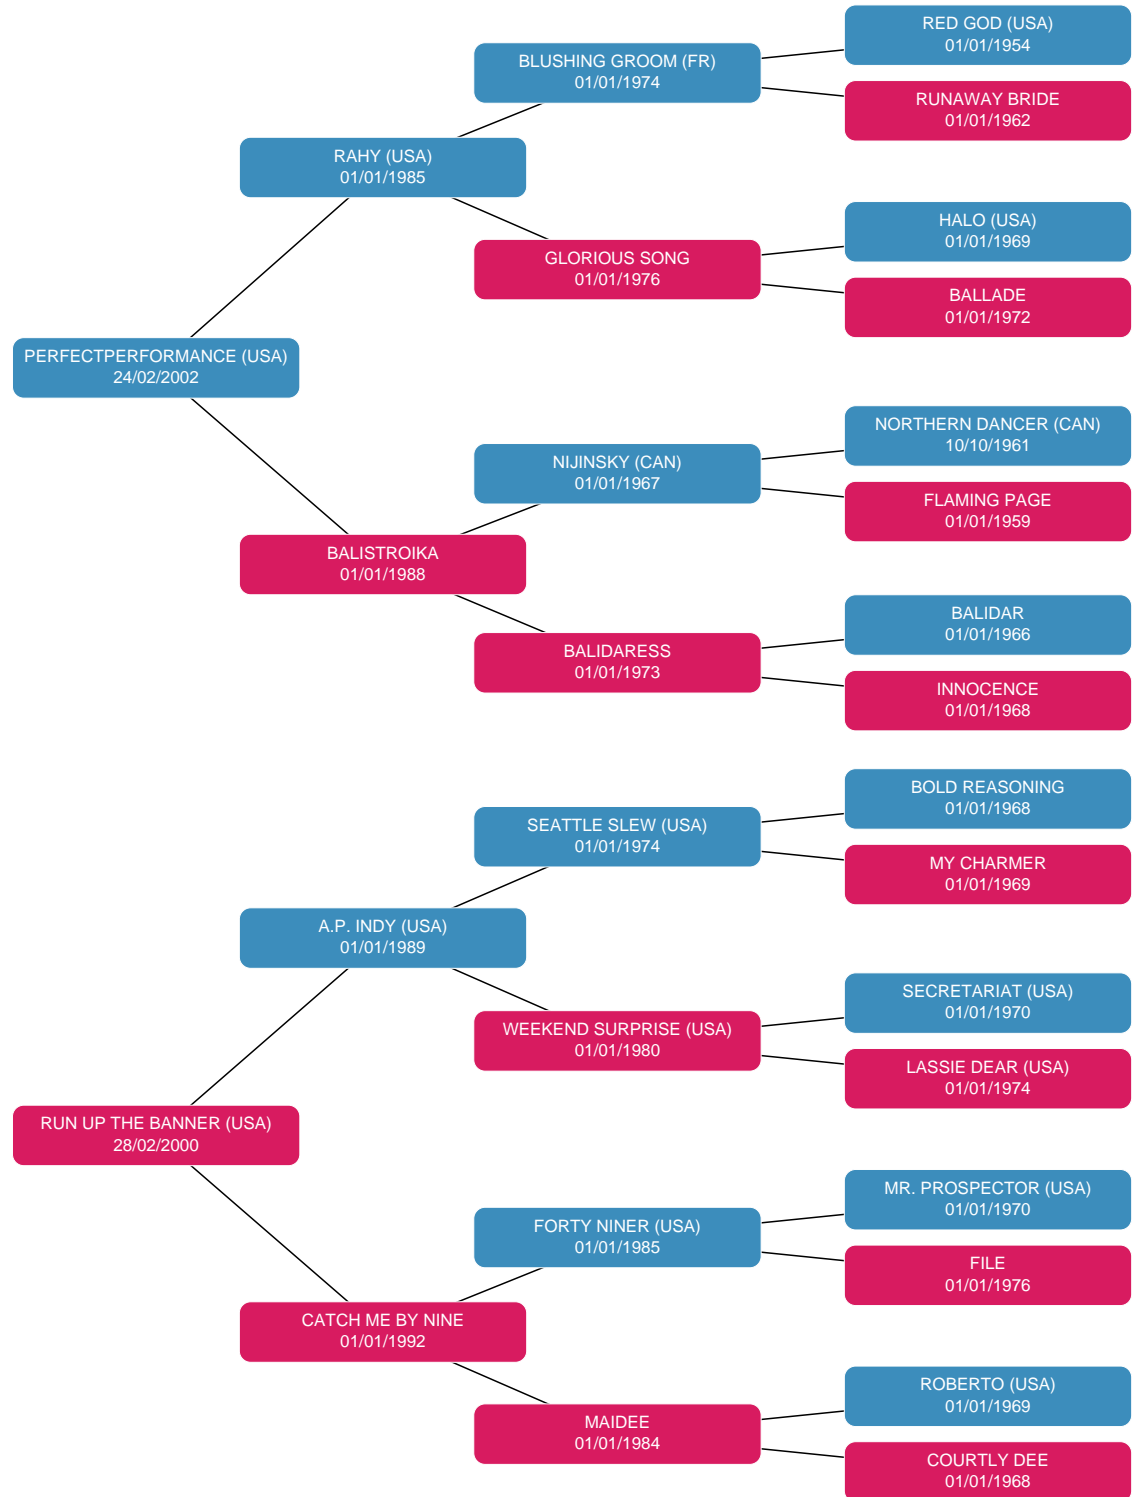 RED GOD (USA)
01/01/1954
BLUSHING GROOM (FR)
01/01/1974
RUNAWAY BRIDE
01/01/1962
RAHY (USA)
01/01/1985
HALO (USA)
01/01/1969
GLORIOUS SONG
01/01/1976
BALLADE
01/01/1972
PERFECTPERFORMANCE (USA)
24/02/2002
NORTHERN DANCER (CAN)
10/10/1961
NIJINSKY (CAN)
01/01/1967
FLAMING PAGE
01/01/1959
BALISTROIKA
01/01/1988
BALIDAR
01/01/1966
BALIDARESS
01/01/1973
INNOCENCE
01/01/1968
BOLD REASONING
01/01/1968
SEATTLE SLEW (USA)
01/01/1974
MY CHARMER
01/01/1969
A.P. INDY (USA)
01/01/1989
SECRETARIAT (USA)
01/01/1970
WEEKEND SURPRISE (USA)
01/01/1980
LASSIE DEAR (USA)
01/01/1974
RUN UP THE BANNER (USA)
28/02/2000
MR. PROSPECTOR (USA)
01/01/1970
FORTY NINER (USA)
01/01/1985
FILE
01/01/1976
CATCH ME BY NINE
01/01/1992
ROBERTO (USA)
01/01/1969
MAIDEE
01/01/1984
COURTLY DEE
01/01/1968